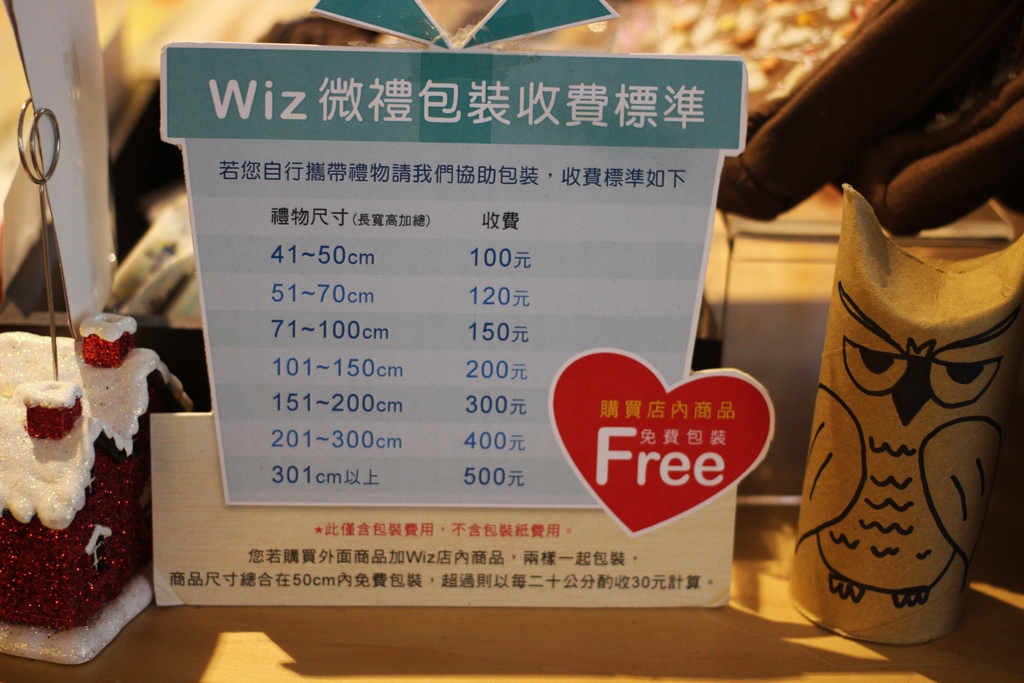 Wiz 微禮包裝收費標準
若您自行攜帶禮物請我們協助包裝，收費標準如下
禮物尺寸(長寬高加總) 收費
41~50cm 100元
51~70cm 120元
71~100cm 150元
101~150cm 200元
151~200cm 300元
201~300cm 400元
301cm以上 500元
購買店內商品
免費包裝
Free
*此僅含包裝費用，不含包裝紙費用。
您若購買外面商品加Wiz店內商品，兩樣一起包裝，
商品尺寸總合在50cm內免費包裝，超過則以每二十公分酌收30元計算。